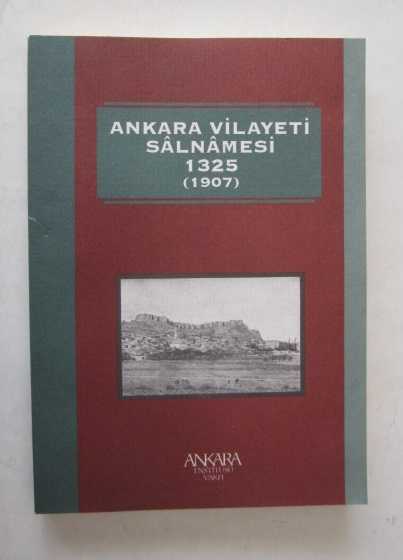 ANKARA VİLAYETİ
SÂLNÂMESİ
1325
(1907)
ANKARA
ENSTİTÜSÜ
VAKFI